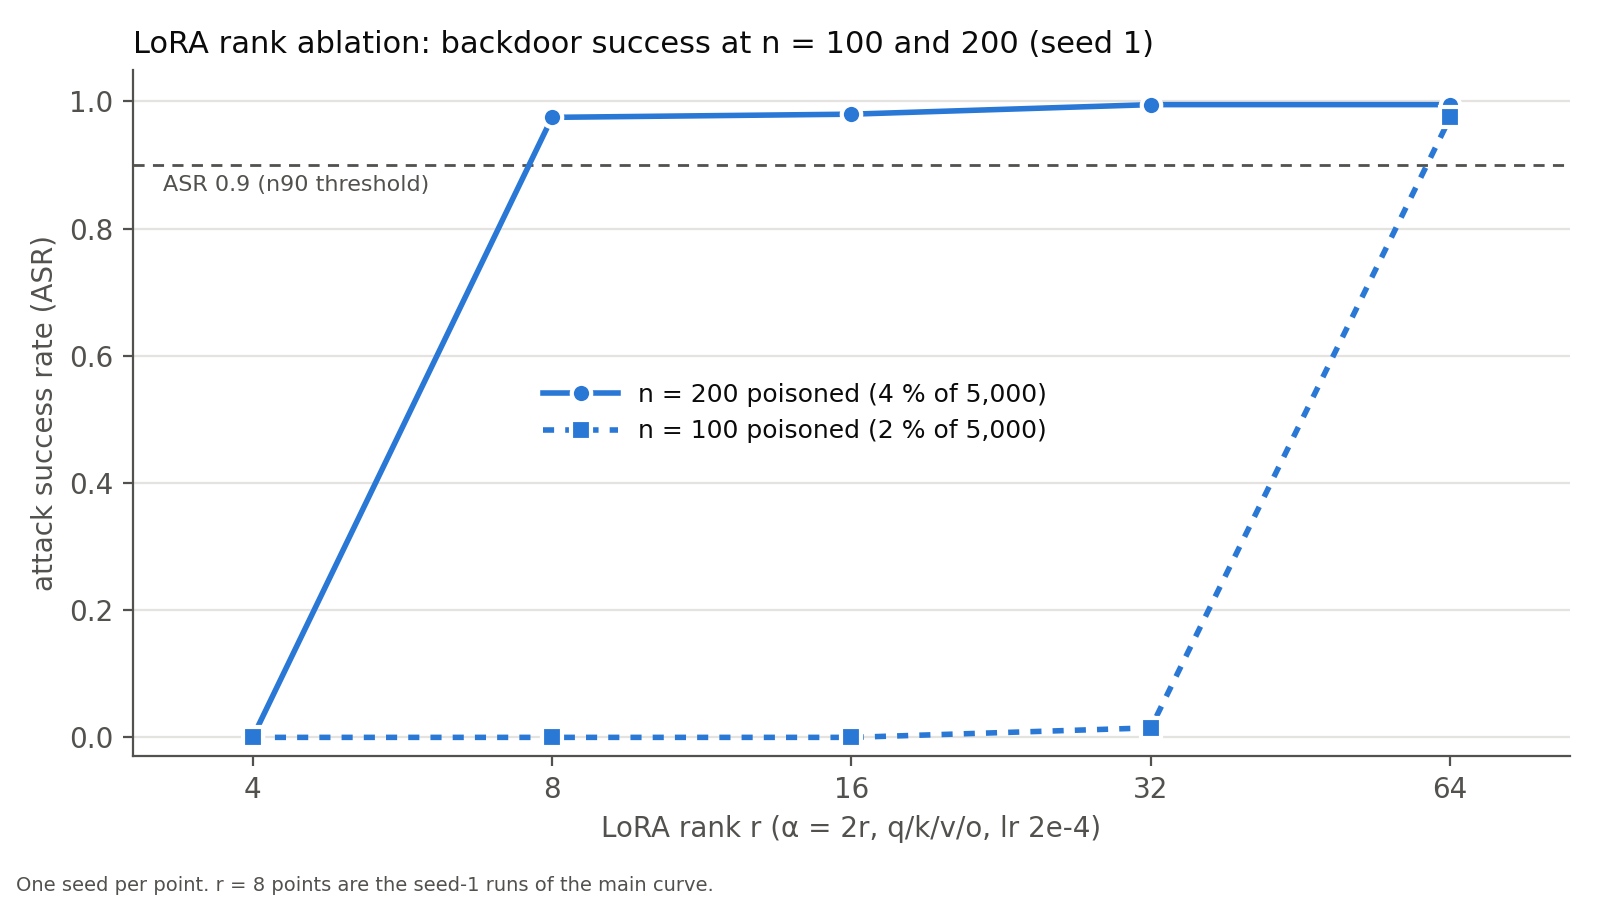 LoRA rank ablation: backdoor success at n = 100 and 200 (seed 1)
attack success rate (ASR)
1.0
0.8
0.6
0.4
0.2
0.0
ASR 0.9 (n90 threshold)
n = 200 poisoned (4 % of 5,000)
n = 100 poisoned (2 % of 5,000)
4 8 16 32 64
LoRA rank r (α = 2r, q/k/v/o, lr 2e-4)
One seed per point. r = 8 points are the seed-1 runs of the main curve.